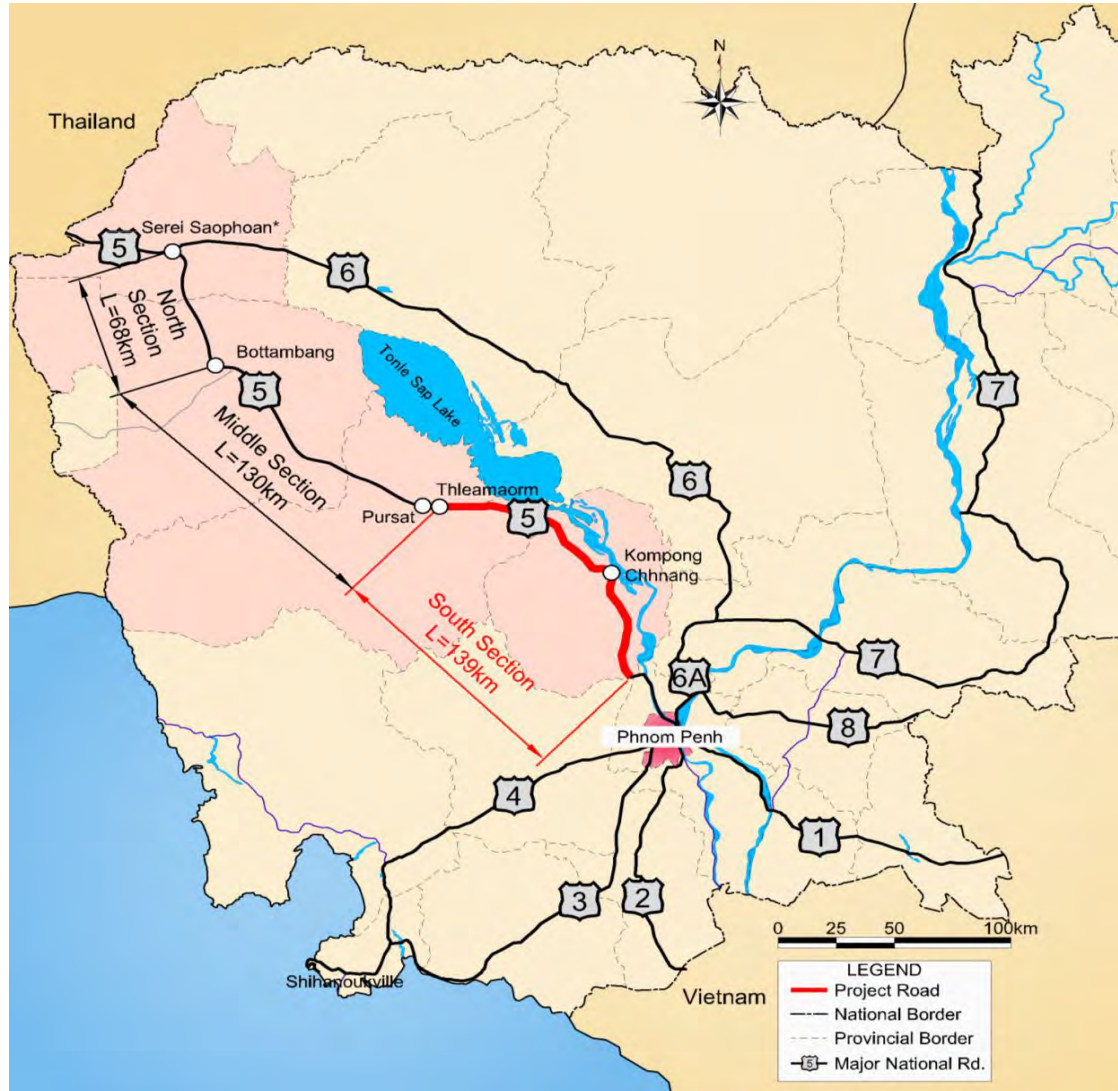 N
Thailand
Serei Saophoan*
5
6
North
Section
L=68km
Bottambang
5
Tonle Sap Lake
7
Middle Section
L=130km
Thleamaorm
Pursat
5
6
Kompong
Chhnang
South Section
L=139km
7
6A
8
Phnom Penh
4
1
3
2
Shihanoukville
Vietnam
0 25 50 100km
LEGEND
Project Road
National Border
Provincial Border
5 Major National Rd.